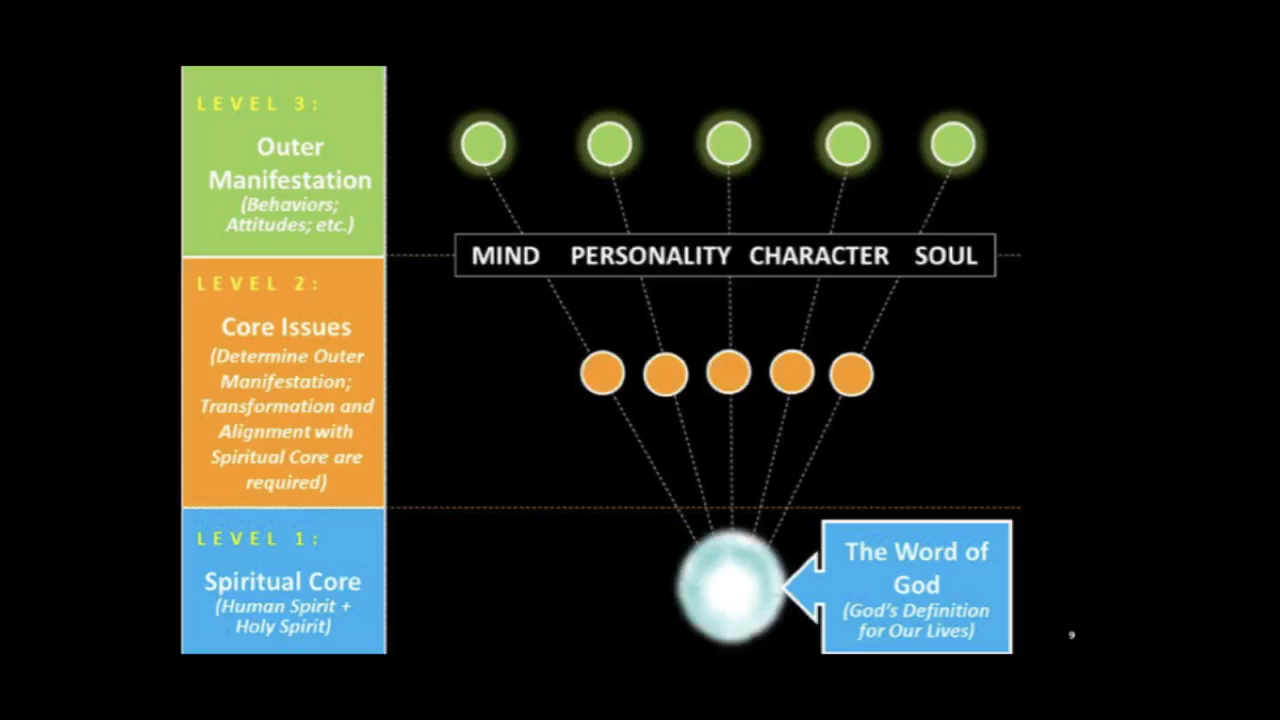 LEVEL 3:
Outer
Manifestation
(Behaviors;
Attitudes; etc.)
MIND PERSONALITY CHARACTER SOUL
LEVEL 2:
Core Issues
(Determine Outer
Manifestation;
Transformation and
Alignment with
Spiritual Core are
required)
LEVEL 1:
Spiritual Core
(Human Spirit +
Holy Spirit)
The Word of
God
(God's Definition
for Our Lives)
9